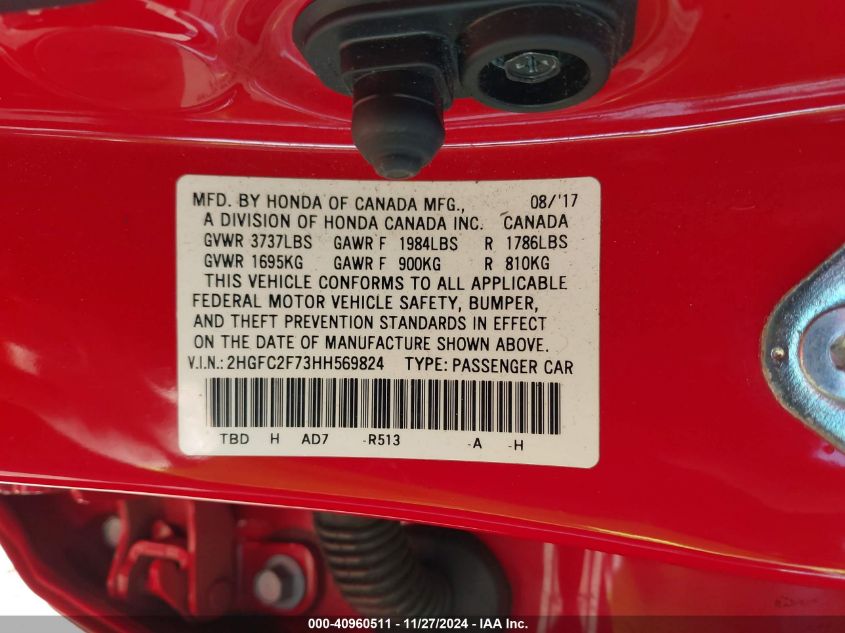 MFD. BY HONDA OF CANADA MFG., 08/'17
A DIVISION OF HONDA CANADA INC. CANADA
GVWR 3737LBS GAWR F 1984LBS R 1786LBS
GVWR 1695KG GAWR F 900KG R 810KG
THIS VEHICLE CONFORMS TO ALL APPLICABLE
FEDERAL MOTOR VEHICLE SAFETY, BUMPER,
AND THEFT PREVENTION STANDARDS IN EFFECT
ON THE DATE OF MANUFACTURE SHOWN ABOVE.
V.I.N.: 2HGFC2F73HH569824 TYPE: PASSENGER CAR
TBD H AD7 -R513 -A -H
000-40960511 - 11/27/2024 - IAA Inc.